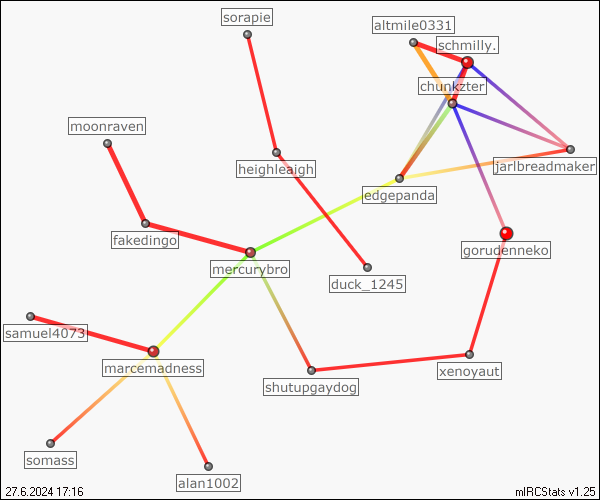 sorapie
altmile0331
schmilly.
chunkzter
moonraven
heighleaigh
jarlbreadmaker
edgepanda
fakedingo
gorudenneko
mercurybro
duck_1245
samuel4073
marcemadness
xenoyaut
shutupgaydog
somass
alan1002
27.6.2024 17:16
mIRCStats v1.25